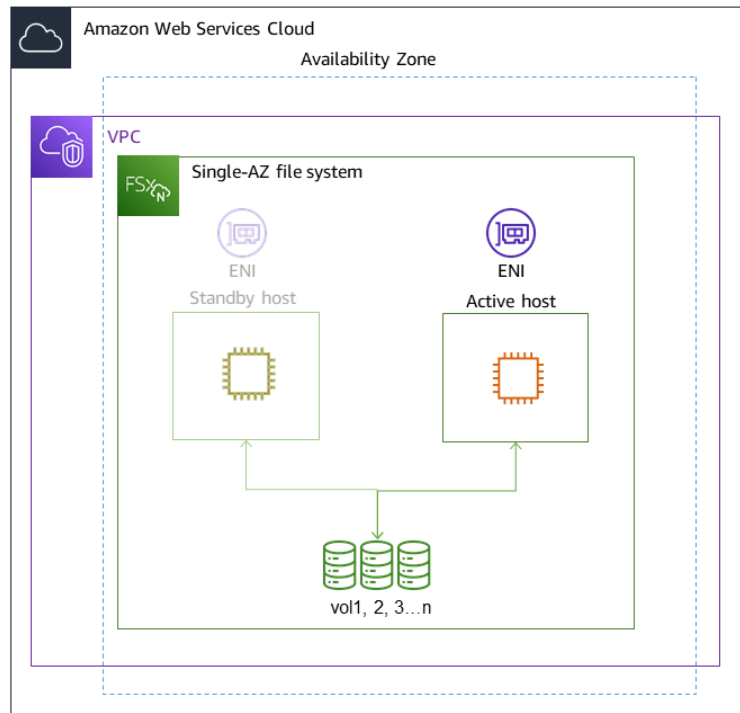 Amazon Web Services Cloud
Availability Zone
VPC
FSx
N
Single-AZ file system
ENI
ENI
Standby host
Active host
vol1, 2, 3...n